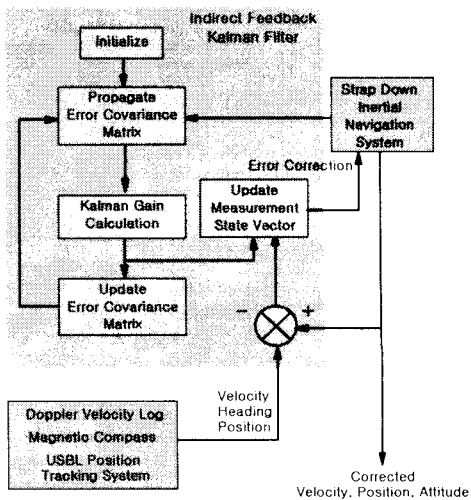 Indirect Feedback
Kalman Filter
Initialize
Propagate
Error Covariance
Matrix
Strap Down
Inertial
Navigation
System
Error Correction
Kalman Gain
Calculation
Update
Measurement
State Vector
Update
Error Covariance
Matrix
− +
Velocity
Heading
Position
Doppler Velocity Log
Magnetic Compass
USBL Position
Tracking System
Corrected
Velocity, Position, Attitude